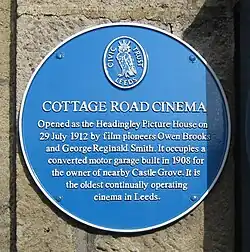 CIVIC TRUST
LEEDS
COTTAGE ROAD CINEMA
Opened as the Headingley Picture House on
29 July 1912 by film pioneers Owen Brooks
and George Reginald Smith. It occupies a
converted motor garage built in 1908 for
the owner of nearby Castle Grove. It is
the oldest continually operating
cinema in Leeds.